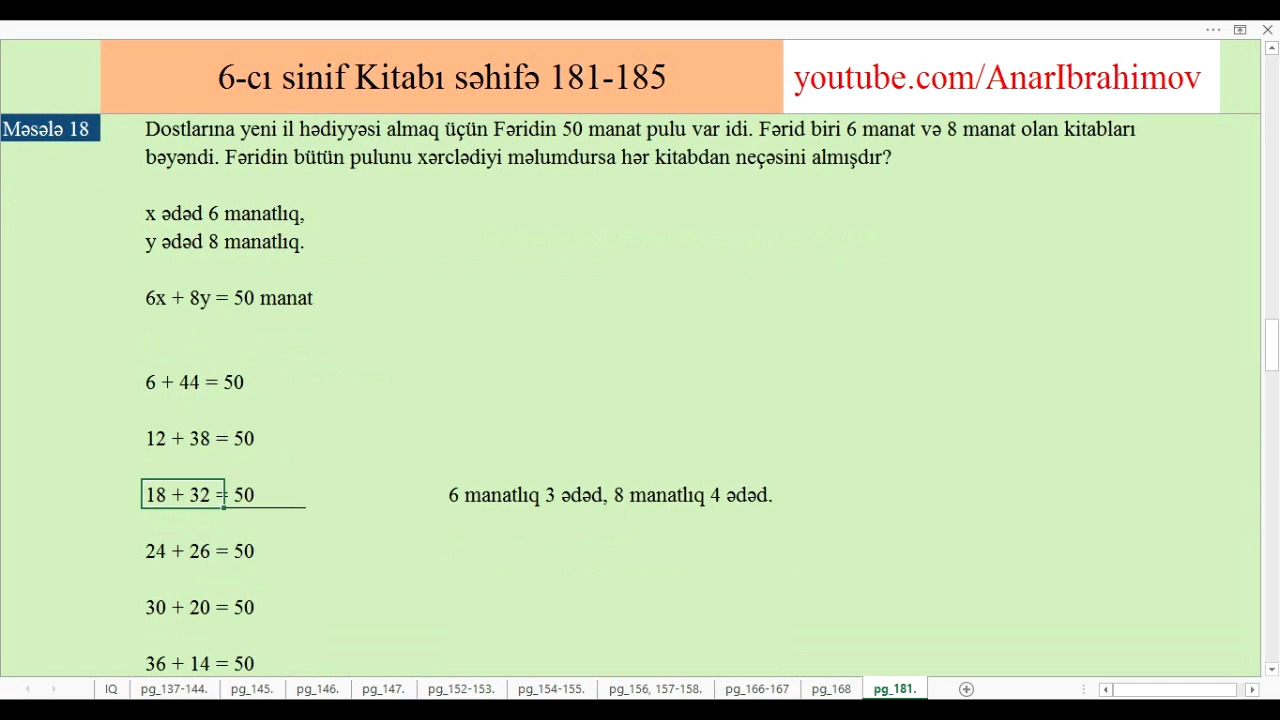 6-cı sinif Kitabı səhifə 181-185
youtube.com/AnarIbrahimov
Məsələ 18
Dostlarına yeni il hədiyyəsi almaq üçün Fəridin 50 manat pulu var idi. Fərid biri 6 manat və 8 manat olan kitabları
bəyəndi. Fəridin bütün pulunu xərclədiyi məlumdursa hər kitabdan neçəsini almışdır?
x ədəd 6 manatlıq,
y ədəd 8 manatlıq.
6x + 8y = 50 manat
6 + 44 = 50
12 + 38 = 50
18 + 32 = 50
6 manatlıq 3 ədəd, 8 manatlıq 4 ədəd.
24 + 26 = 50
30 + 20 = 50
36 + 14 = 50
IQ pg_137-144. pg_145. pg_146. pg_147. pg_152-153. pg_154-155. pg_156, 157-158. pg_166-167 pg_168 pg_181.